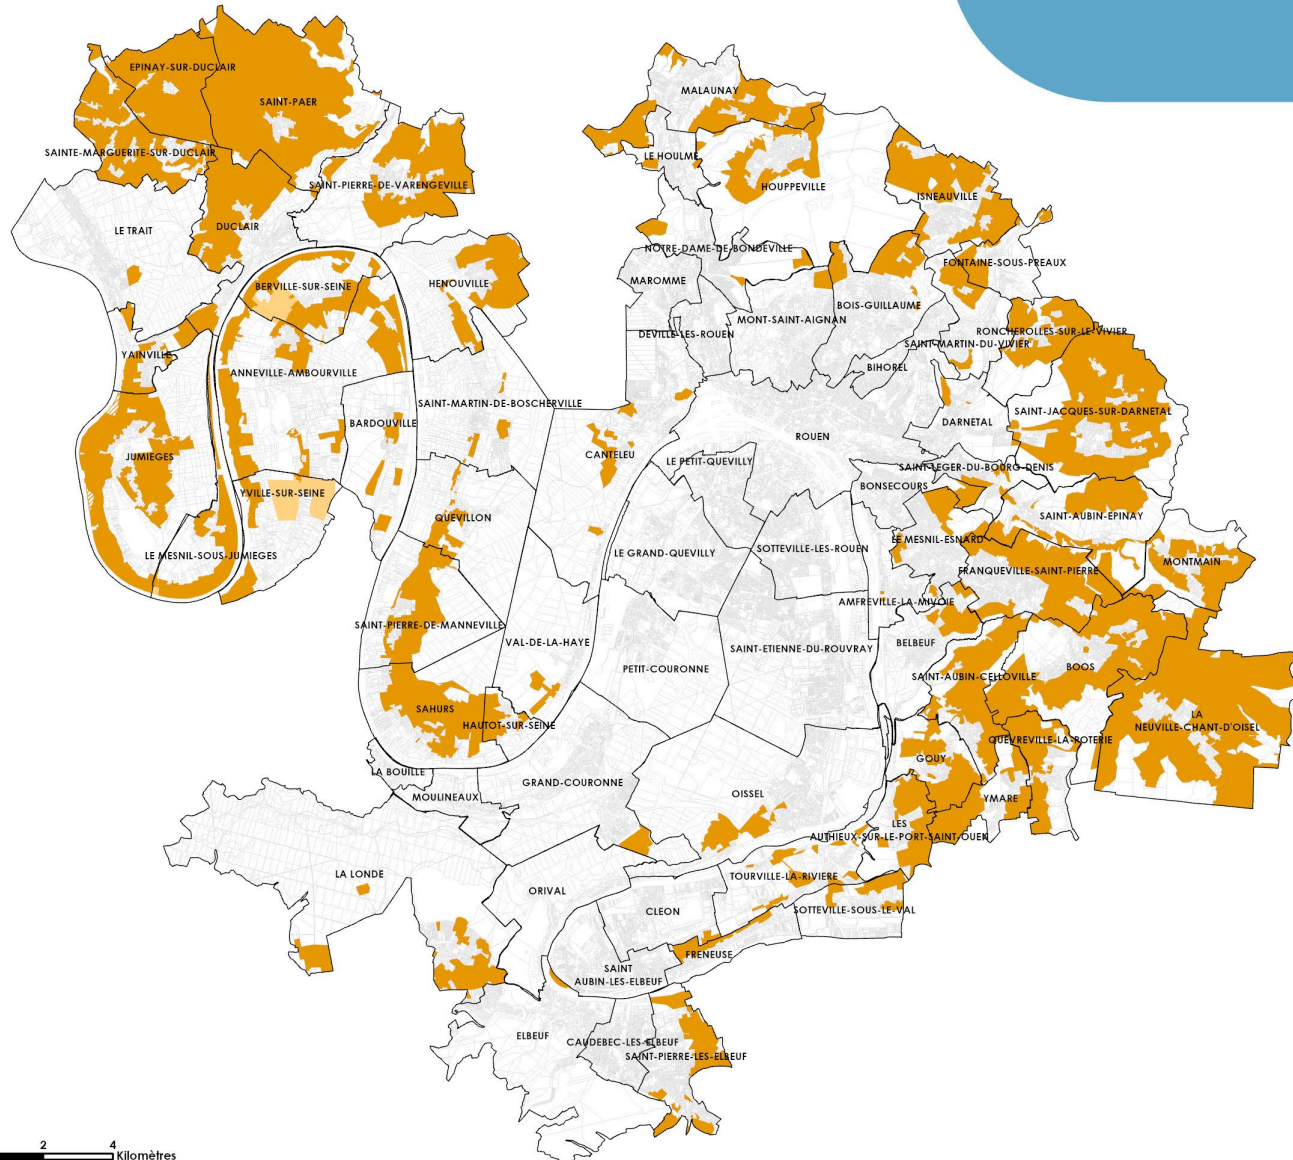 EPINAY-SUR-DUCLAIR
MALAUNAY
SAINT-PAER
SAINTE-MARGUERITE-SUR-DUCLAIR
LE HOULME
SAINT-PIERRE-DE-VARENGEVILLE
HOUPPEVILLE
ISNEAUVILLE
DUCLAIR
LE TRAIT
NOTRE-DAME-DE-BONDEVILLE
FONTAINE-SOUS-PREAUX
MAROMME
HENOUVILLE
BERVILLE-SUR-SEINE
BOIS-GUILLAUME
MONT-SAINT-AIGNAN
DEVILLE-LES-ROUEN
RONCHEROLLES-SUR-LE-VIVIER
SAINT-MARTIN-DU-VIVIER
YAINVILLE
BIHOREL
ANNEVILLE-AMBOURVILLE
SAINT-MARTIN-DE-BOSCHERVILLE
SAINT-JACQUES-SUR-DARNETAL
BARDOUVILLE
DARNETAL
ROUEN
JUMIEGES
CANTELEU
LE PETIT-QUEVILLY
SAINT-LEGER-DU-BOURG-DENIS
BONSECOURS
YVILLE-SUR-SEINE
QUEVILLON
SAINT-AUBIN-EPINAY
LE MESNIL-ESNARD
LE MESNIL-SOUS-JUMIEGES
LE GRAND-QUEVILLY
SOTTEVILLE-LES-ROUEN
MONTMAIN
FRANQUEVILLE-SAINT-PIERRE
AMFREVILLE-LA-MIVOIE
SAINT-PIERRE-DE-MANNEVILLE
VAL-DE-LA-HAYE
BELBEUF
SAINT-ETIENNE-DU-ROUVRAY
PETIT-COURONNE
BOOS
SAINT-AUBIN-CELLOVILLE
SAHURS
LA
NEUVILLE-CHANT-D'OISEL
HAUTOT-SUR-SEINE
QUEVREVILLE-LA-POTERIE
GOUY
LA BOUILLE
GRAND-COURONNE
MOULINEAUX
OISSEL
YMARE
LES
AUTHIEUX-SUR-LE-PORT-SAINT-OUEN
LA LONDE
TOURVILLE-LA-RIVIERE
ORIVAL
CLEON
SOTTEVILLE-SOUS-LE-VAL
FRENEUSE
SAINT
AUBIN-LES-ELBEUF
ELBEUF
CAUDEBEC-LES-ELBEUF
SAINT-PIERRE-LES-ELBEUF
2 4
Kilomètres